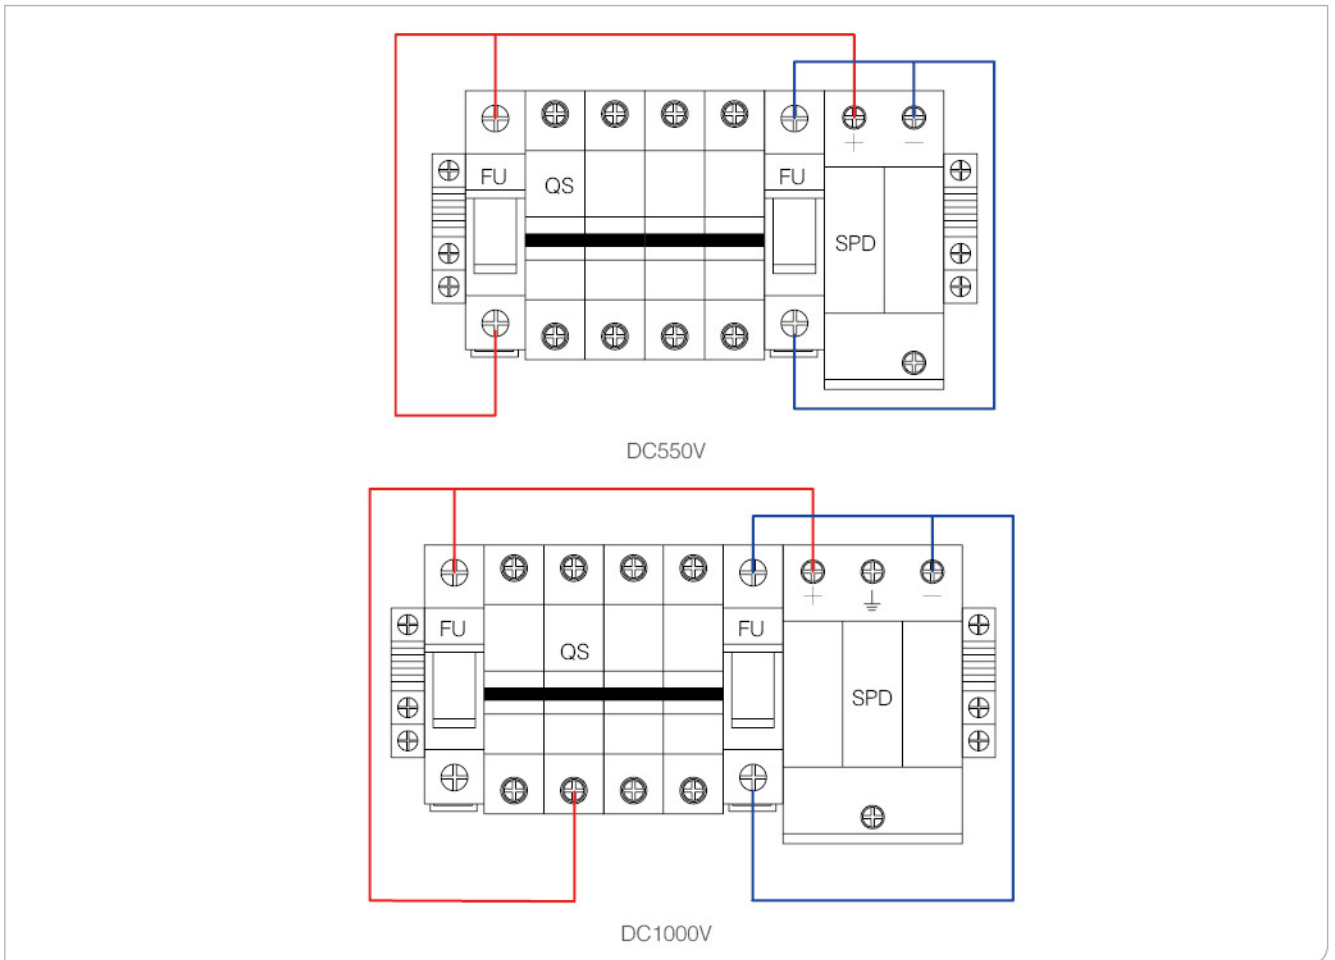 + −
FU QS FU
SPD
DC550V
+ −
FU FU
QS
SPD
DC1000V